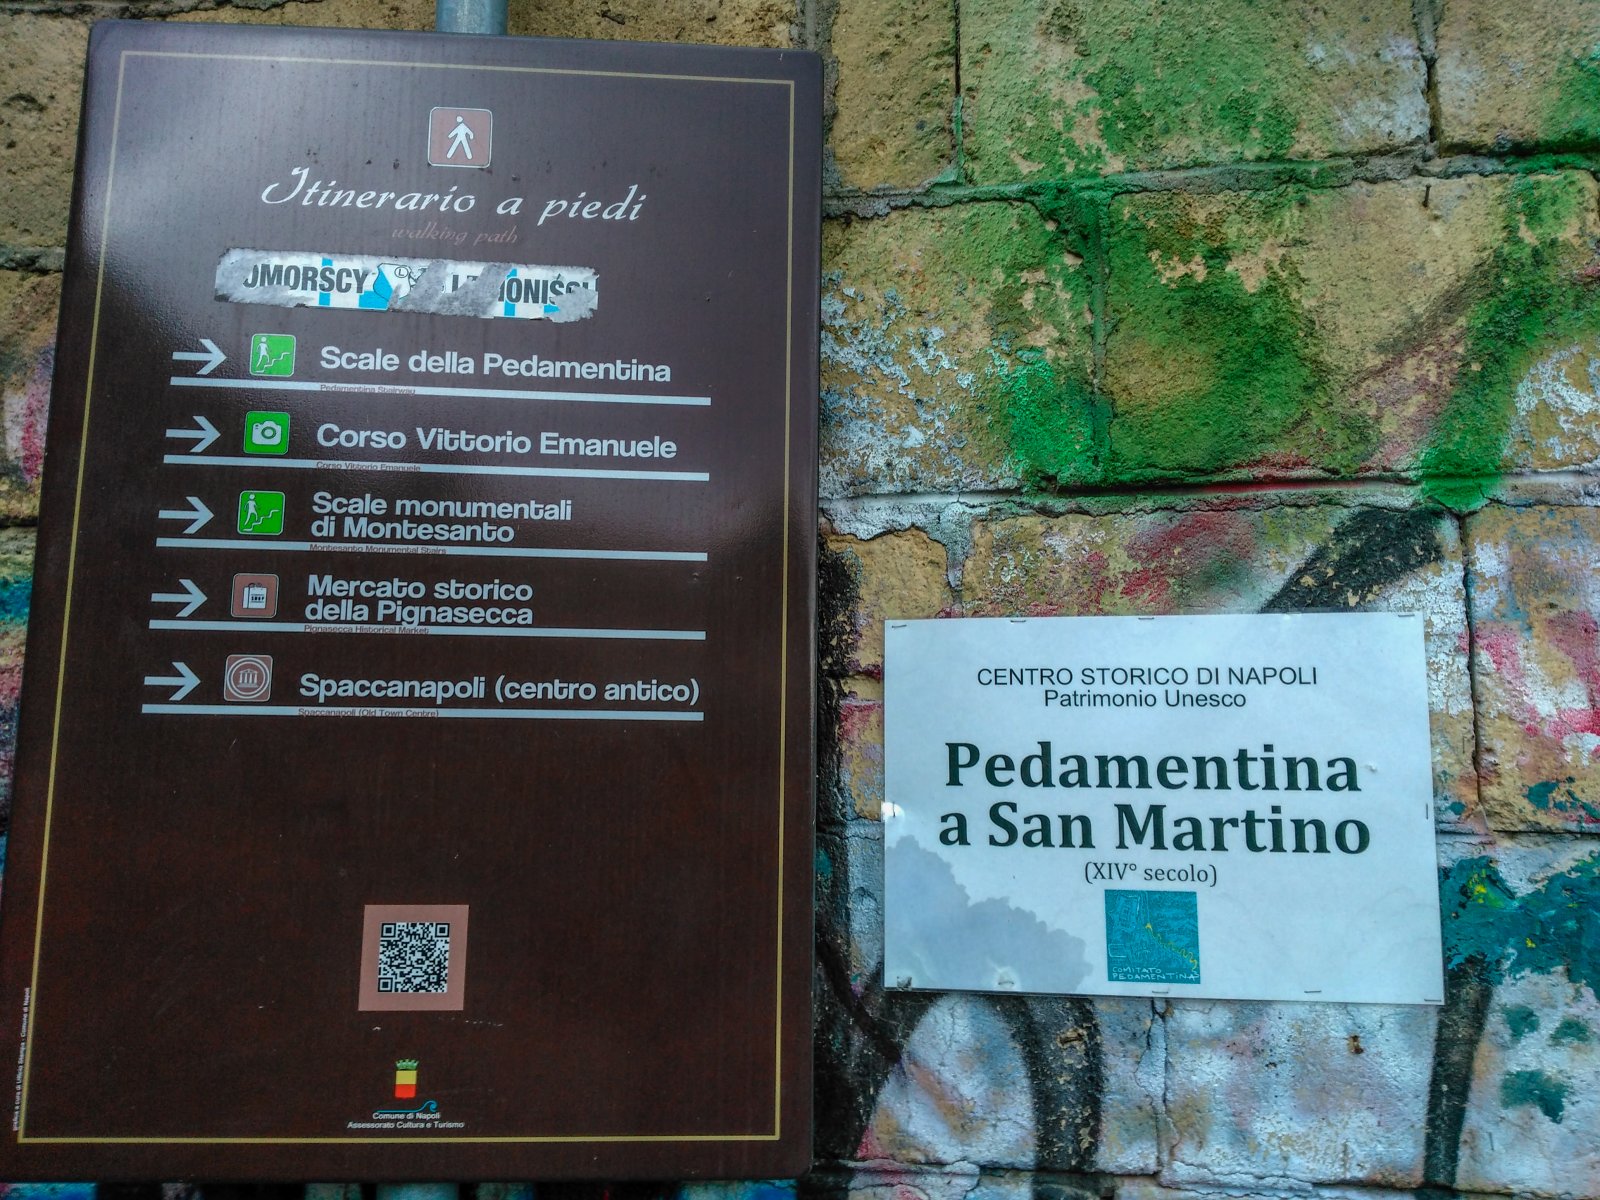 Itinerario a piedi
walking path
OMORSCY
IONIŚCI
Scale della Pedamentina
Pedamentina Stairway
Corso Vittorio Emanuele
Corso Vittorio Emanuele
Scale monumentali
di Montesanto
Montesanto Monumental Stairs
Mercato storico
della Pignasecca
Pignasecca Historical Market
Spaccanapoli (centro antico)
Spaccanapoli (Old Town Centre)
Comune di Napoli
Assessorato Cultura e Turismo
CENTRO STORICO DI NAPOLI
Patrimonio Unesco
Pedamentina
a San Martino
(XIV° secolo)
COMITATO
PEDAMENTINA